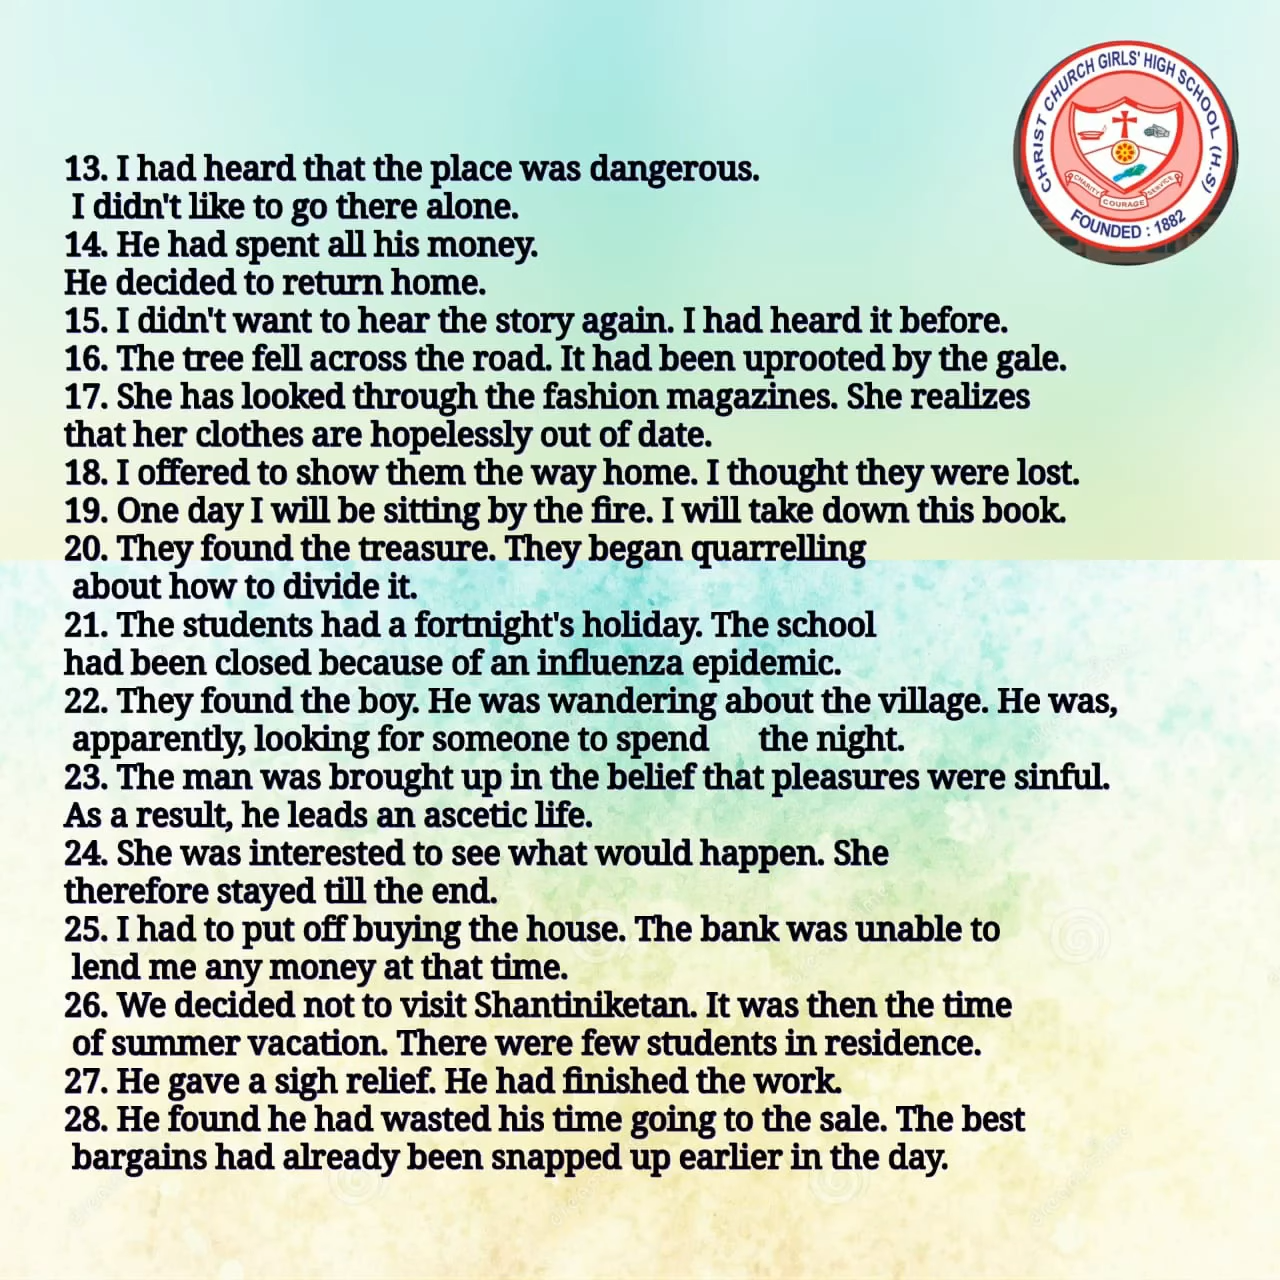 CHRIST CHURCH GIRLS' HIGH SCHOOL (H.S)
CHARITY
COURAGE
SERVICE
FOUNDED : 1882
13. I had heard that the place was dangerous.
I didn't like to go there alone.
14. He had spent all his money.
He decided to return home.
15. I didn't want to hear the story again. I had heard it before.
16. The tree fell across the road. It had been uprooted by the gale.
17. She has looked through the fashion magazines. She realizes
that her clothes are hopelessly out of date.
18. I offered to show them the way home. I thought they were lost.
19. One day I will be sitting by the fire. I will take down this book.
20. They found the treasure. They began quarrelling
about how to divide it.
21. The students had a fortnight's holiday. The school
had been closed because of an influenza epidemic.
22. They found the boy. He was wandering about the village. He was,
apparently, looking for someone to spend the night.
23. The man was brought up in the belief that pleasures were sinful.
As a result, he leads an ascetic life.
24. She was interested to see what would happen. She
therefore stayed till the end.
25. I had to put off buying the house. The bank was unable to
lend me any money at that time.
26. We decided not to visit Shantiniketan. It was then the time
of summer vacation. There were few students in residence.
27. He gave a sigh relief. He had finished the work.
28. He found he had wasted his time going to the sale. The best
bargains had already been snapped up earlier in the day.